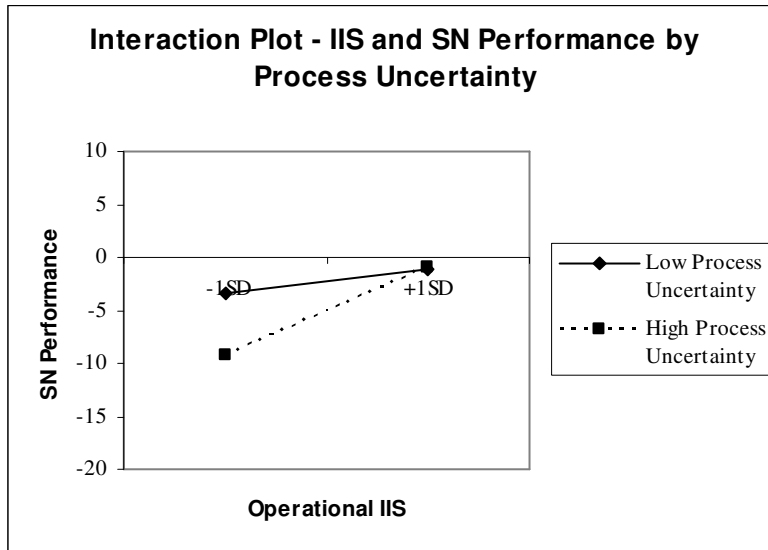 Interaction Plot - IIS and SN Performance by
Process Uncertainty
10
5
0
-5
-10
-15
-20
SN Performance
-1SD
+1SD
Operational IIS
Low Process
Uncertainty
High Process
Uncertainty